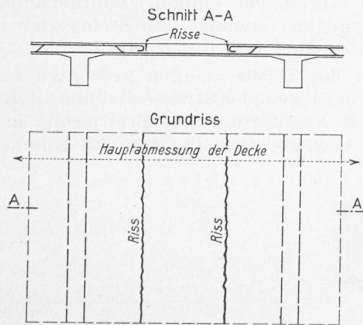 Schnitt A-A
Risse
Grundriss
Hauptabmessung der Decke
A
A
Riss
Riss